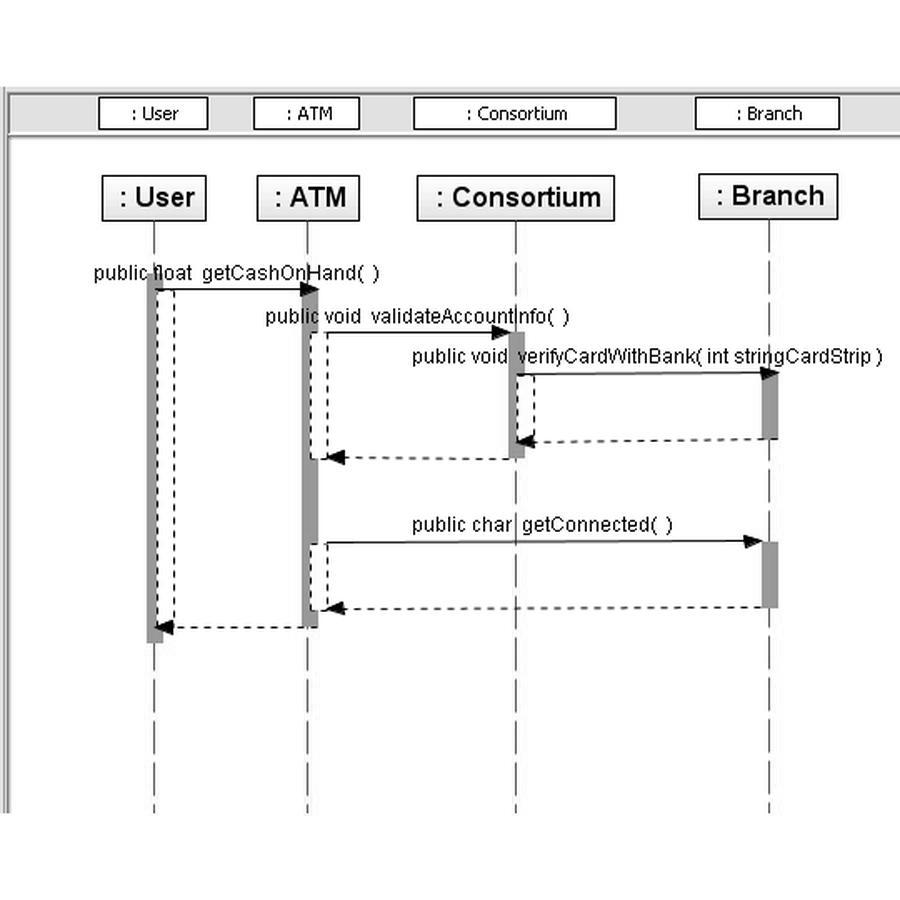 : User : ATM : Consortium : Branch
: User : ATM : Consortium : Branch
public float getCashOnHand( )
public void validateAccountInfo( )
public void verifyCardWithBank( int stringCardStrip )
public char getConnected( )